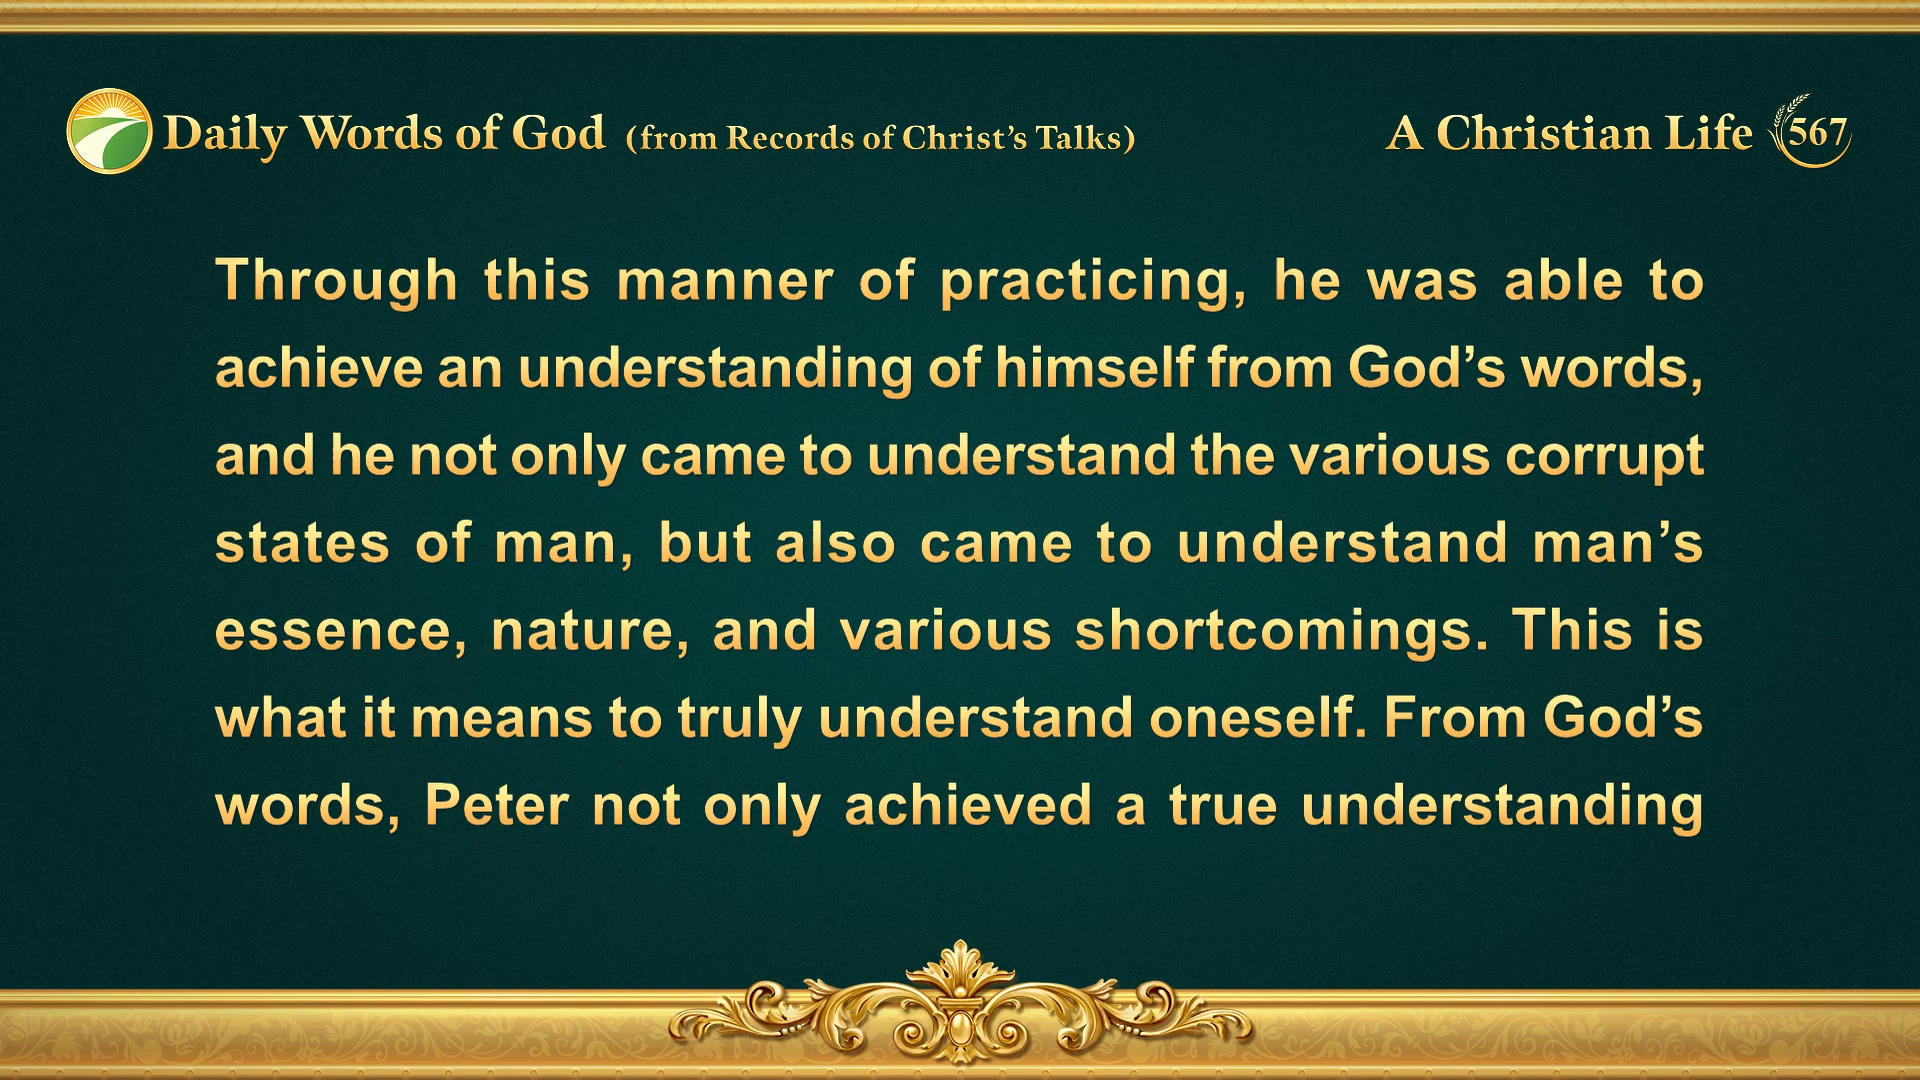 Daily Words of God (from Records of Christ’s Talks)
A Christian Life 567
Through this manner of practicing, he was able to
achieve an understanding of himself from God’s words,
and he not only came to understand the various corrupt
states of man, but also came to understand man’s
essence, nature, and various shortcomings. This is
what it means to truly understand oneself. From God’s
words, Peter not only achieved a true understanding